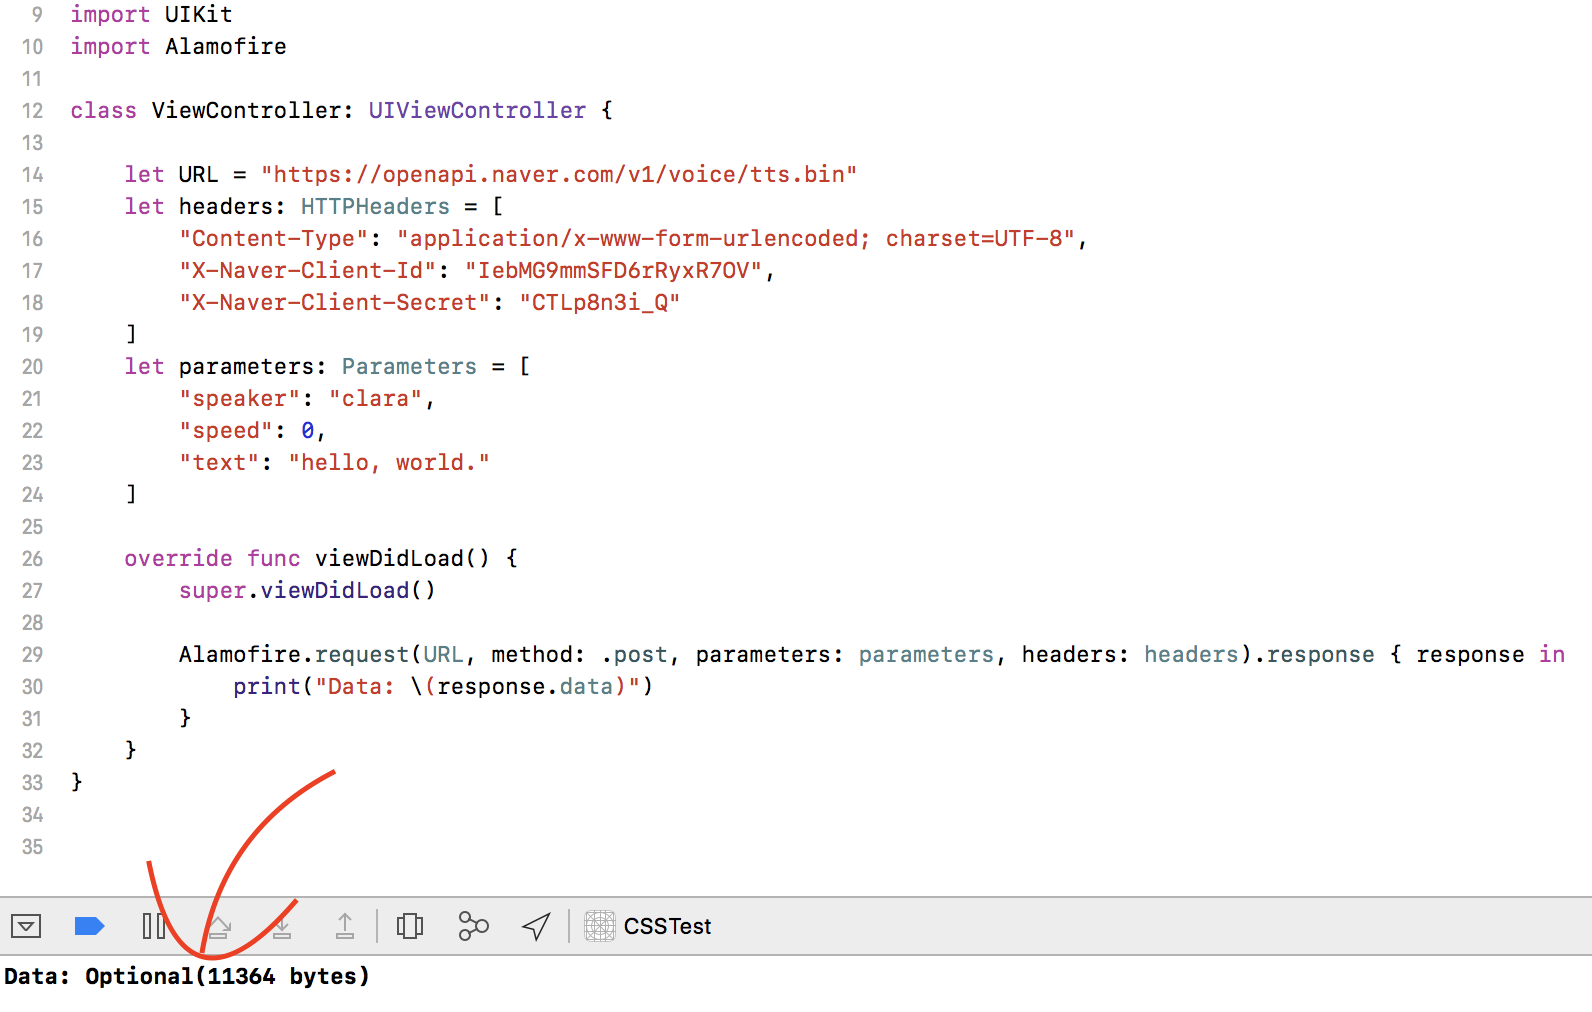 9 import UIKit
10 import Alamofire
11
12 class ViewController: UIViewController {
13
14     let URL = "https://openapi.naver.com/v1/voice/tts.bin"
15     let headers: HTTPHeaders = [
16         "Content-Type": "application/x-www-form-urlencoded; charset=UTF-8",
17         "X-Naver-Client-Id": "IebMG9mmSFD6rRyxR7OV",
18         "X-Naver-Client-Secret": "CTLp8n3i_Q"
19     ]
20     let parameters: Parameters = [
21         "speaker": "clara",
22         "speed": 0,
23         "text": "hello, world."
24     ]
25
26     override func viewDidLoad() {
27         super.viewDidLoad()
28
29         Alamofire.request(URL, method: .post, parameters: parameters, headers: headers).response { response in
30             print("Data: \(response.data)")
31         }
32     }
33 }
34
35
CSSTest
Data: Optional(11364 bytes)